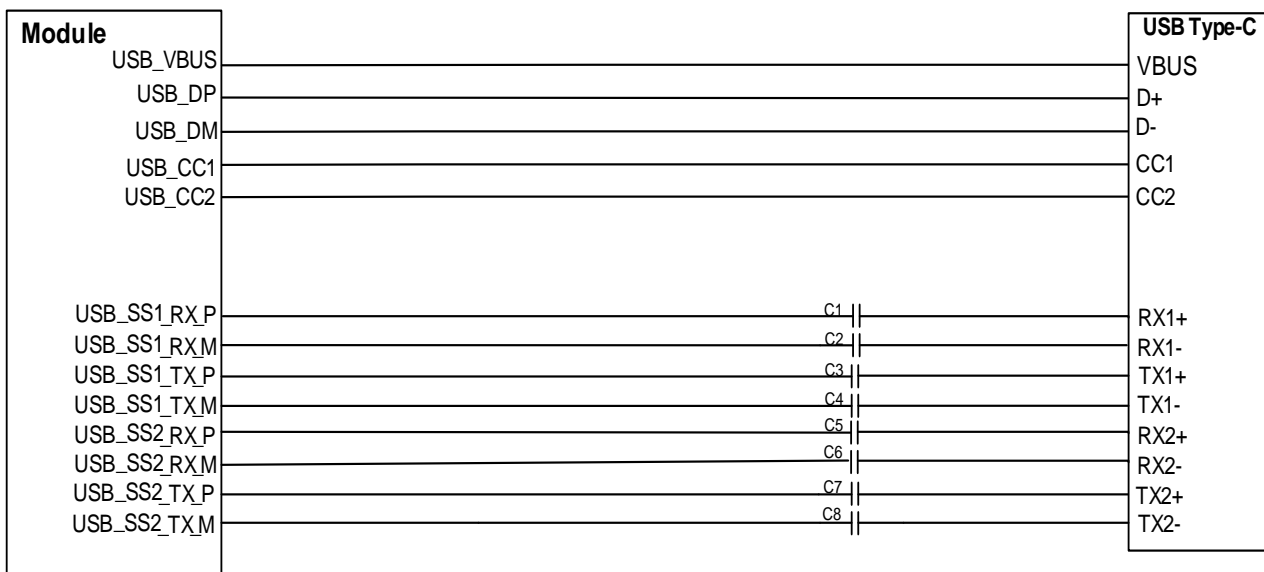 Module
USB Type-C
USB_VBUS
VBUS
USB_DP
D+
USB_DM
D-
USB_CC1
CC1
USB_CC2
CC2
USB_SS1_RX_P
C1
RX1+
USB_SS1_RX_M
C2
RX1-
USB_SS1_TX_P
C3
TX1+
USB_SS1_TX_M
C4
TX1-
USB_SS2_RX_P
C5
RX2+
USB_SS2_RX_M
C6
RX2-
USB_SS2_TX_P
C7
TX2+
USB_SS2_TX_M
C8
TX2-